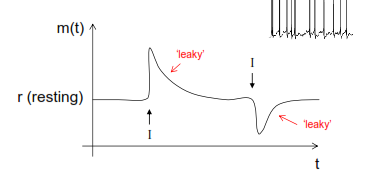 m(t)
'leaky'
I
r (resting)
I
'leaky'
t